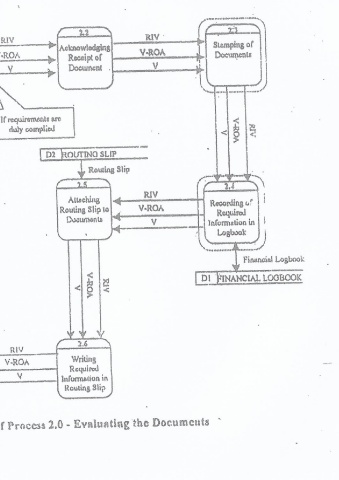 RIV
V-ROA
V
2.2
Acknowledging
Receipt of
Document
RIV
V-ROA
V
2.3
Stamping of
Documents
If requirements are
duly complied
V
V-ROA
RIV
D2 ROUTING SLIP
Routing Slip
2.5
Attaching
Routing Slip to
Documents
RIV
V-ROA
V
2.4
Recording of
Required
Information in
Logbook
Financial Logbook
D1 FINANCIAL LOGBOOK
V
V-ROA
RIV
2.6
Writing
Required
Information in
Routing Slip
RIV
V-ROA
V
f Process 2.0 - Evaluating the Documents